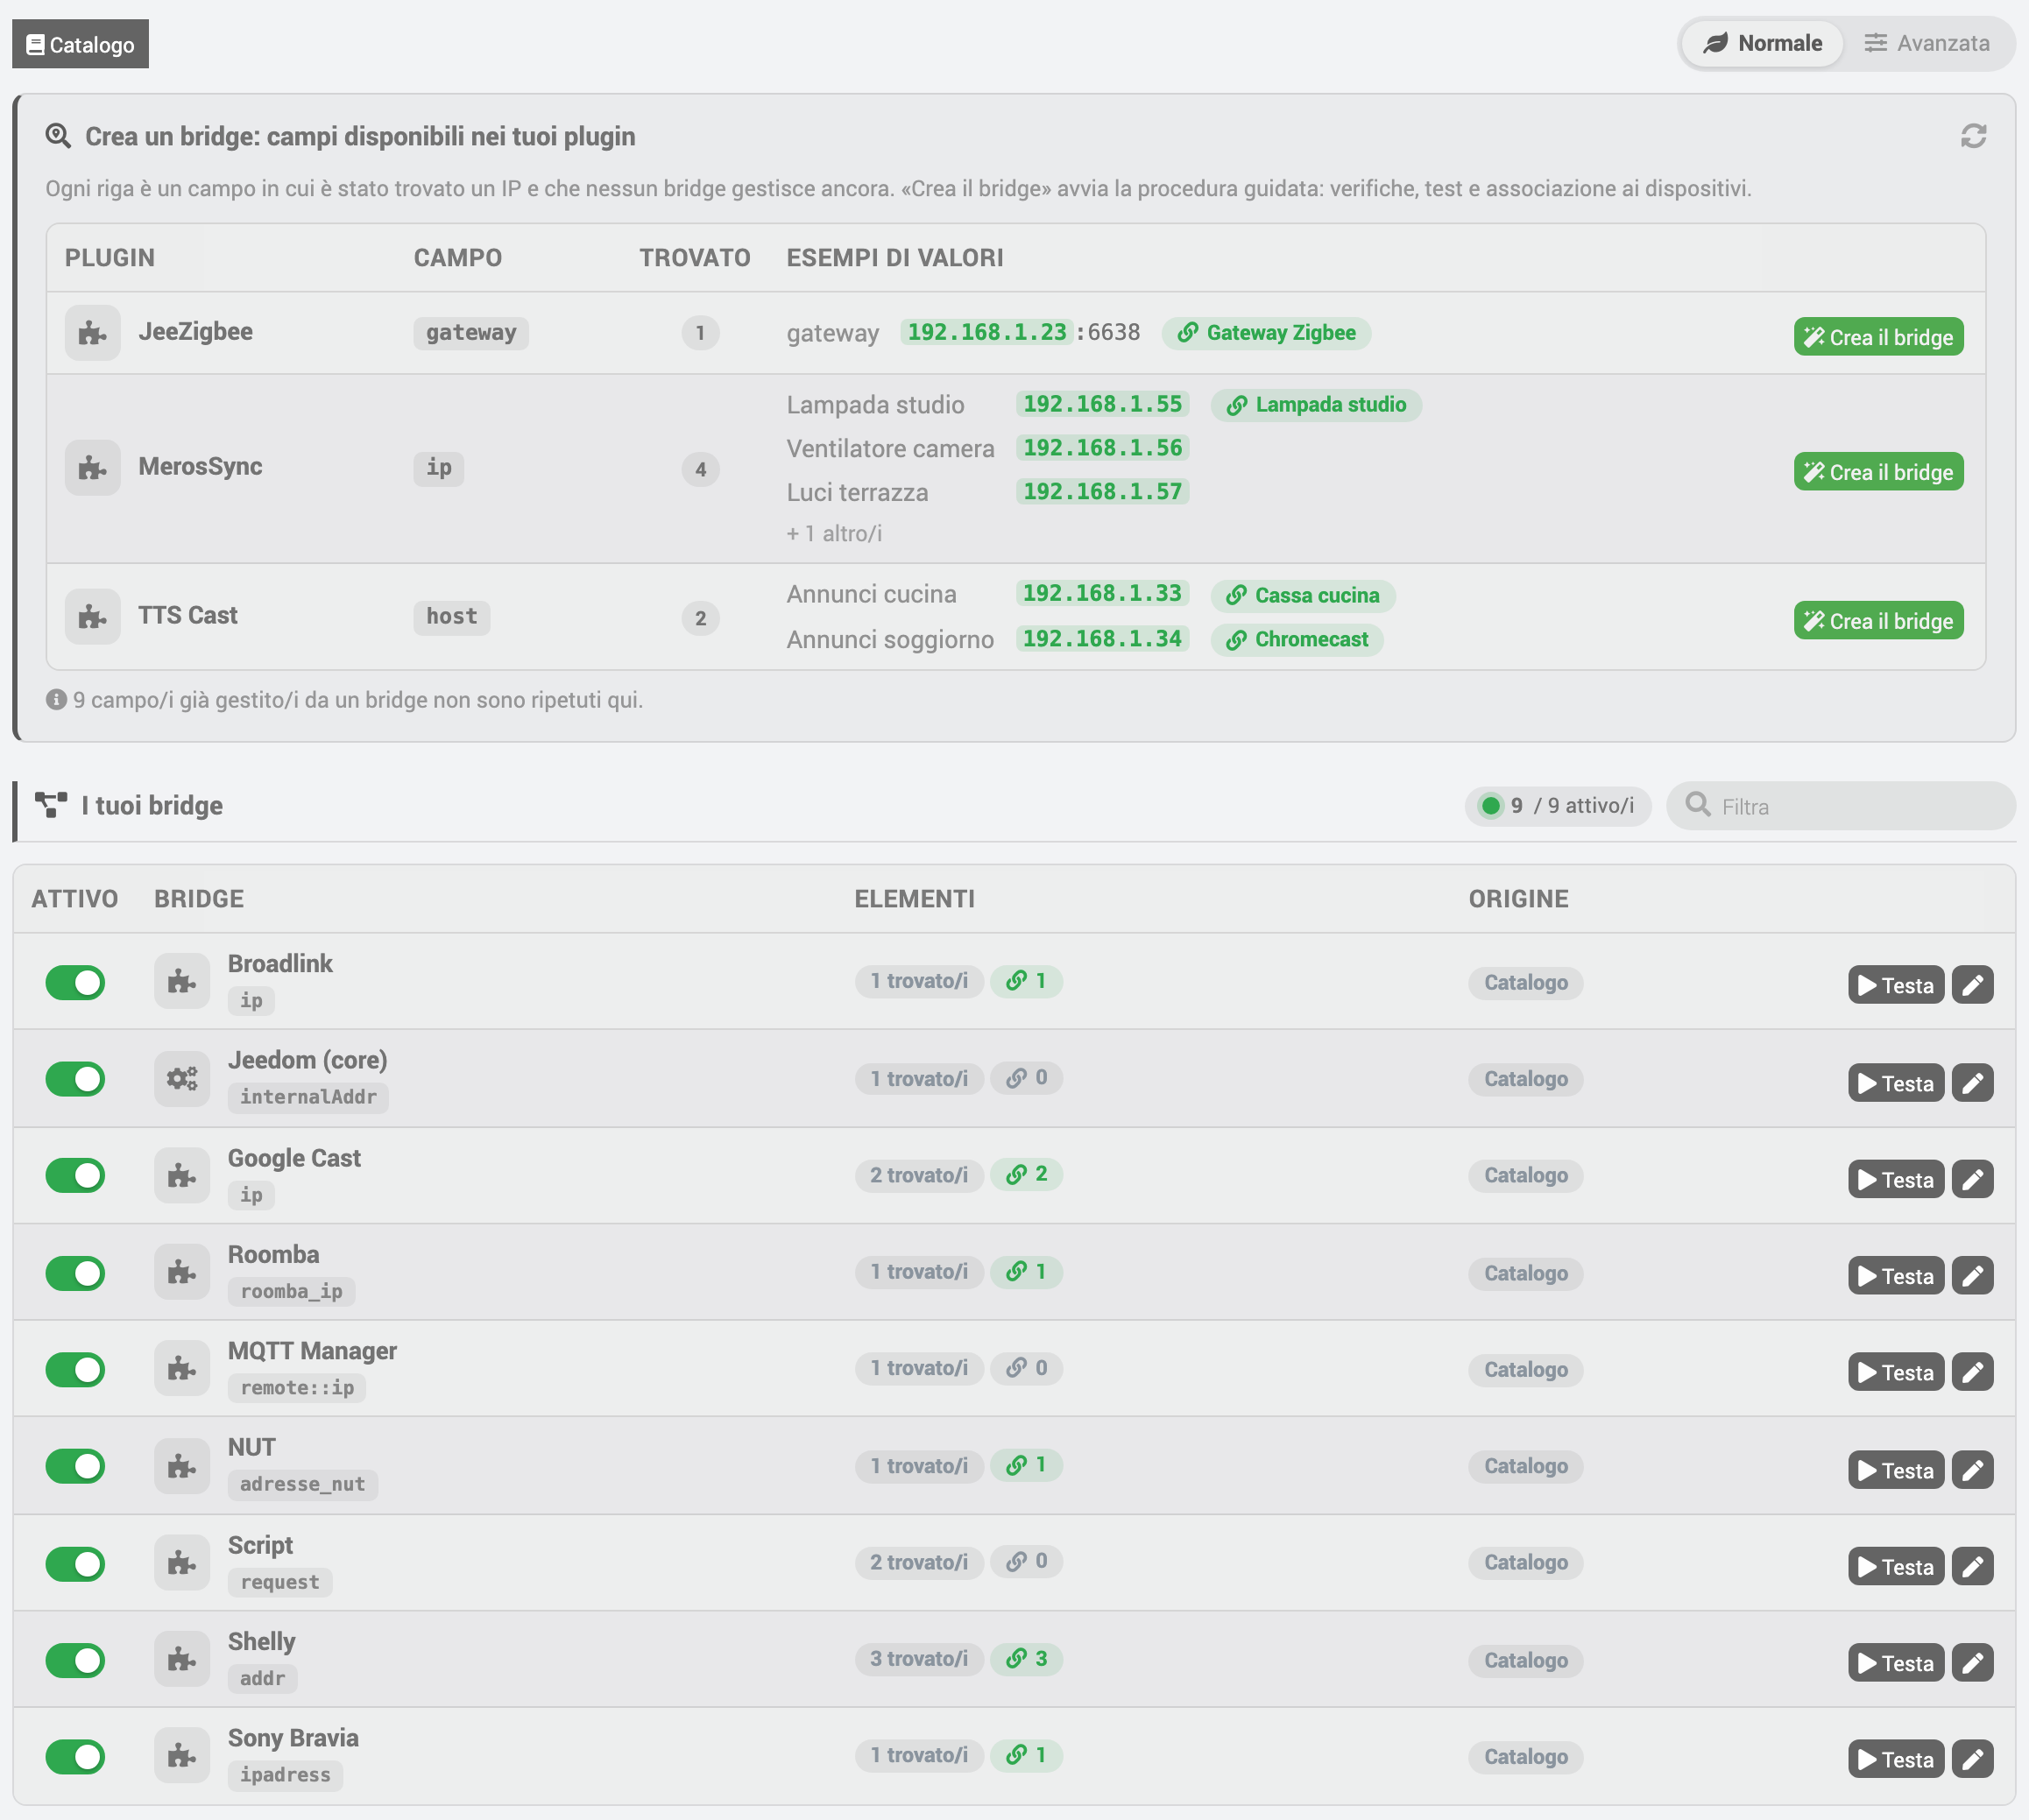 Catalogo
Normale
Avanzata
Crea un bridge: campi disponibili nei tuoi plugin
Ogni riga è un campo in cui è stato trovato un IP e che nessun bridge gestisce ancora. «Crea il bridge» avvia la procedura guidata: verifiche, test e associazione ai dispositivi.
PLUGIN CAMPO TROVATO ESEMPI DI VALORI
JeeZigbee gateway 1 gateway 192.168.1.23:6638 Gateway Zigbee Crea il bridge
MerosSync ip 4 Crea il bridge
Lampada studio 192.168.1.55 Lampada studio
Ventilatore camera 192.168.1.56
Luci terrazza 192.168.1.57
+ 1 altro/i
TTS Cast host 2 Crea il bridge
Annunci cucina 192.168.1.33 Cassa cucina
Annunci soggiorno 192.168.1.34 Chromecast
9 campo/i già gestito/i da un bridge non sono ripetuti qui.
I tuoi bridge
9 / 9 attivo/i
Filtra
ATTIVO BRIDGE ELEMENTI ORIGINE
Broadlink
ip
1 trovato/i 1 Catalogo Testa
Jeedom (core)
internalAddr
1 trovato/i 0 Catalogo Testa
Google Cast
ip
2 trovato/i 2 Catalogo Testa
Roomba
roomba_ip
1 trovato/i 1 Catalogo Testa
MQTT Manager
remote::ip
1 trovato/i 0 Catalogo Testa
NUT
adresse_nut
1 trovato/i 1 Catalogo Testa
Script
request
2 trovato/i 0 Catalogo Testa
Shelly
addr
3 trovato/i 3 Catalogo Testa
Sony Bravia
ipadress
1 trovato/i 1 Catalogo Testa